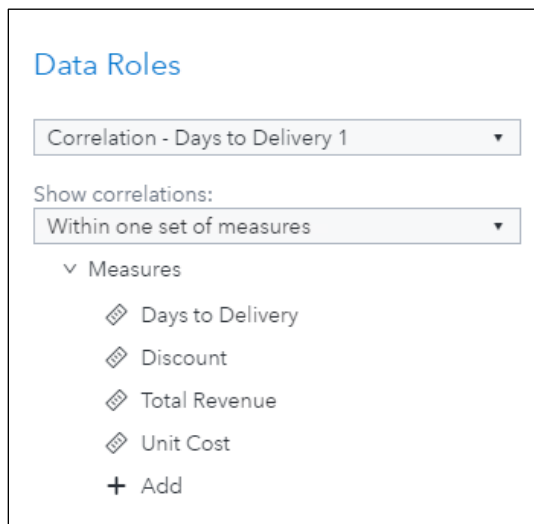 Data Roles
Correlation - Days to Delivery 1
Show correlations:
Within one set of measures
Measures
Days to Delivery
Discount
Total Revenue
Unit Cost
+ Add